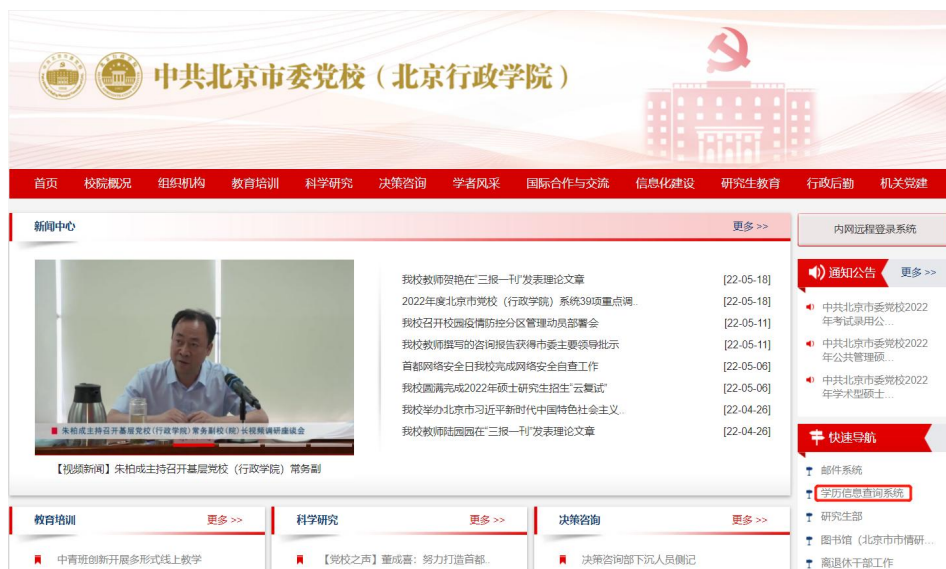 中共北京市委党校（北京行政学院）
首页 校院概况 组织机构 教育培训 科学研究 决策咨询 学者风采 国际合作与交流 信息化建设 研究生教育 行政后勤 机关党建
新闻中心 更多 >>
朱柏成主持召开基层党校(行政学院)常务副校(院)长视频调研座谈会
【视频新闻】朱柏成主持召开基层党校（行政学院）常务副
我校教师贺艳在“三报一刊”发表理论文章 [22-05-18]
2022年度北京市党校（行政学院）系统39项重点调.. [22-05-18]
我校召开校园疫情防控分区管理动员部署会 [22-05-11]
我校教师撰写的咨询报告获得市委主要领导批示 [22-05-11]
首都网络安全日我校完成网络安全自查工作 [22-05-06]
我校圆满完成2022年硕士研究生招生“云复试” [22-05-06]
我校举办北京市习近平新时代中国特色社会主义.. [22-04-26]
我校教师陆园园在“三报一刊”发表理论文章 [22-04-26]
内网远程登录系统
通知公告 更多 >>
中共北京市委党校2022
年考试录用公...
中共北京市委党校2022
年公共管理硕...
中共北京市委党校2022
年学术型硕士...
快速导航
邮件系统
学历信息查询系统
研究生部
图书馆（北京市市情研...
离退休干部工作
教育培训 更多 >>
中青班创新开展多形式线上教学
科学研究 更多 >>
【党校之声】董成喜：努力打造首都..
决策咨询 更多 >>
决策咨询部下沉人员侧记